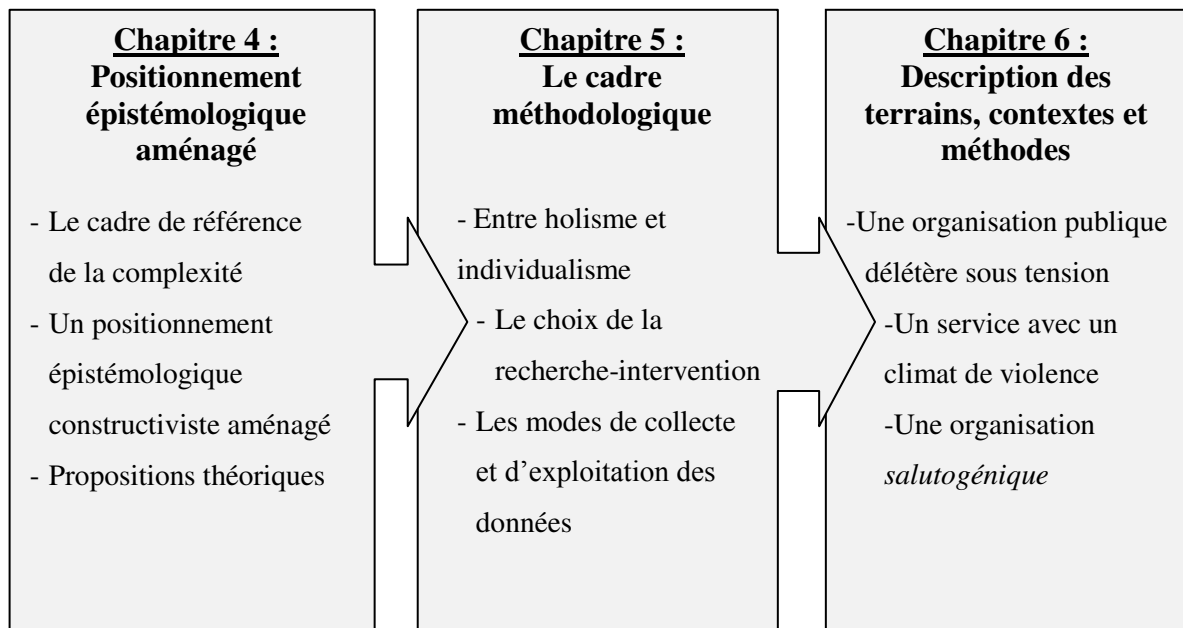 Chapitre 4 :
Positionnement
épistémologique
aménagé
- Le cadre de référence
de la complexité
- Un positionnement
épistémologique
constructiviste aménagé
- Propositions théoriques
Chapitre 5 :
Le cadre
méthodologique
- Entre holisme et
individualisme
- Le choix de la
recherche-intervention
- Les modes de collecte
et d’exploitation des
données
Chapitre 6 :
Description des
terrains, contextes et
méthodes
-Une organisation publique
délétère sous tension
-Un service avec un
climat de violence
-Une organisation
salutogénique